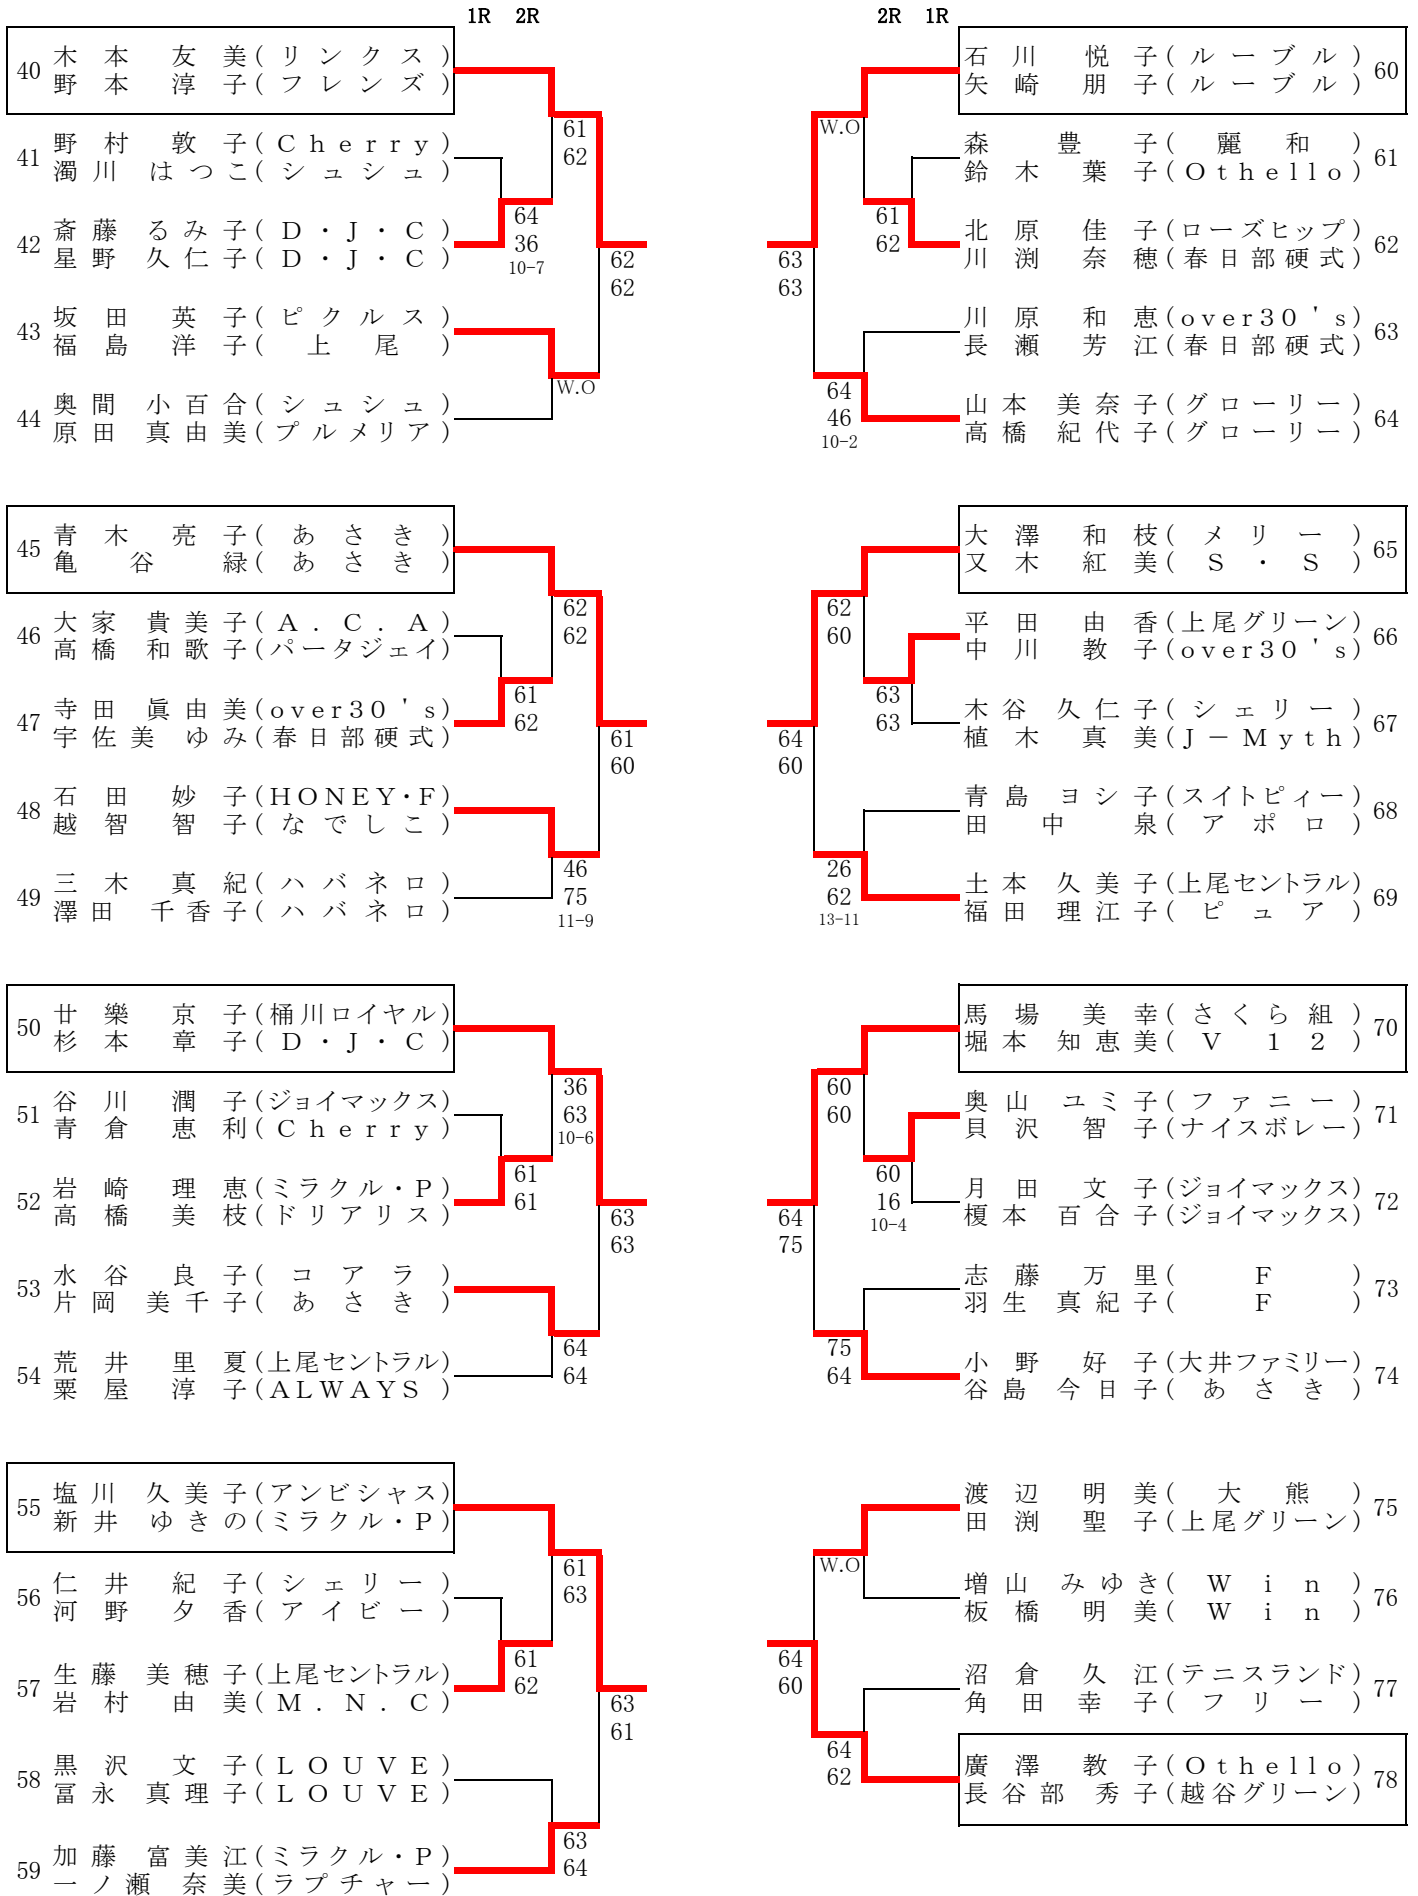 1R 2R
40 木本友美(リンクス)
野本淳子(フレンズ)
61
62
41 野村敦子(Cherry)
濁川はつこ(シュシュ)
64
36
10-7
42 斎藤るみ子(D・J・C)
星野久仁子(D・J・C)
62
62
43 坂田英子(ピクルス)
福島洋子(上尾)
W.O
44 奥間小百合(シュシュ)
原田真由美(プルメリア)
45 青木亮子(あさき)
亀谷緑(あさき)
62
62
46 大家貴美子(A.C.A)
高橋和歌子(パータジェイ)
61
62
47 寺田眞由美(over30's)
宇佐美ゆみ(春日部硬式)
61
60
48 石田妙子(HONEY・F)
越智智子(なでしこ)
46
75
11-9
49 三木真紀(ハバネロ)
澤田千香子(ハバネロ)
50 廿樂京子(桶川ロイヤル)
杉本章子(D・J・C)
36
63
10-6
51 谷川潤子(ジョイマックス)
青倉恵利(Cherry)
61
61
52 岩崎理恵(ミラクル・P)
高橋美枝(ドリアリス)
63
63
53 水谷良子(コアラ)
片岡美千子(あさき)
64
64
54 荒井里夏(上尾セントラル)
粟屋淳子(ALWAYS)
55 塩川久美子(アンビシャス)
新井ゆきの(ミラクル・P)
61
63
56 仁井紀子(シェリー)
河野夕香(アイビー)
61
62
57 生藤美穂子(上尾セントラル)
岩村由美(M.N.C)
63
61
58 黒沢文子(LOUVE)
冨永真理子(LOUVE)
63
64
59 加藤富美江(ミラクル・P)
一ノ瀬奈美(ラプチャー)
2R 1R
石川悦子(ルーブル) 60
矢崎朋子(ルーブル)
W.O
森豊子(麗和) 61
鈴木葉子(Othello)
61
62
北原佳子(ローズヒップ) 62
川渕奈穂(春日部硬式)
63
63
川原和恵(over30's) 63
長瀬芳江(春日部硬式)
64
46
10-2
山本美奈子(グローリー) 64
高橋紀代子(グローリー)
大澤和枝(メリー) 65
又木紅美(S・S)
62
60
平田由香(上尾グリーン) 66
中川教子(over30's)
63
63
木谷久仁子(シェリー) 67
植木真美(J－Myth)
64
60
青島ヨシ子(スイトピィー) 68
田中泉(アポロ)
26
62
13-11
土本久美子(上尾セントラル) 69
福田理江子(ピュア)
馬場美幸(さくら組) 70
堀本知恵美(V12)
60
60
奥山ユミ子(ファニー) 71
貝沢智子(ナイスボレー)
60
16
10-4
月田文子(ジョイマックス) 72
榎本百合子(ジョイマックス)
64
75
志藤万里(F) 73
羽生真紀子(F)
75
64
小野好子(大井ファミリー) 74
谷島今日子(あさき)
渡辺明美(大熊) 75
田渕聖子(上尾グリーン)
W.O
増山みゆき(Win) 76
板橋明美(Win)
64
60
沼倉久江(テニスランド) 77
角田幸子(フリー)
64
62
廣澤教子(Othello) 78
長谷部秀子(越谷グリーン)